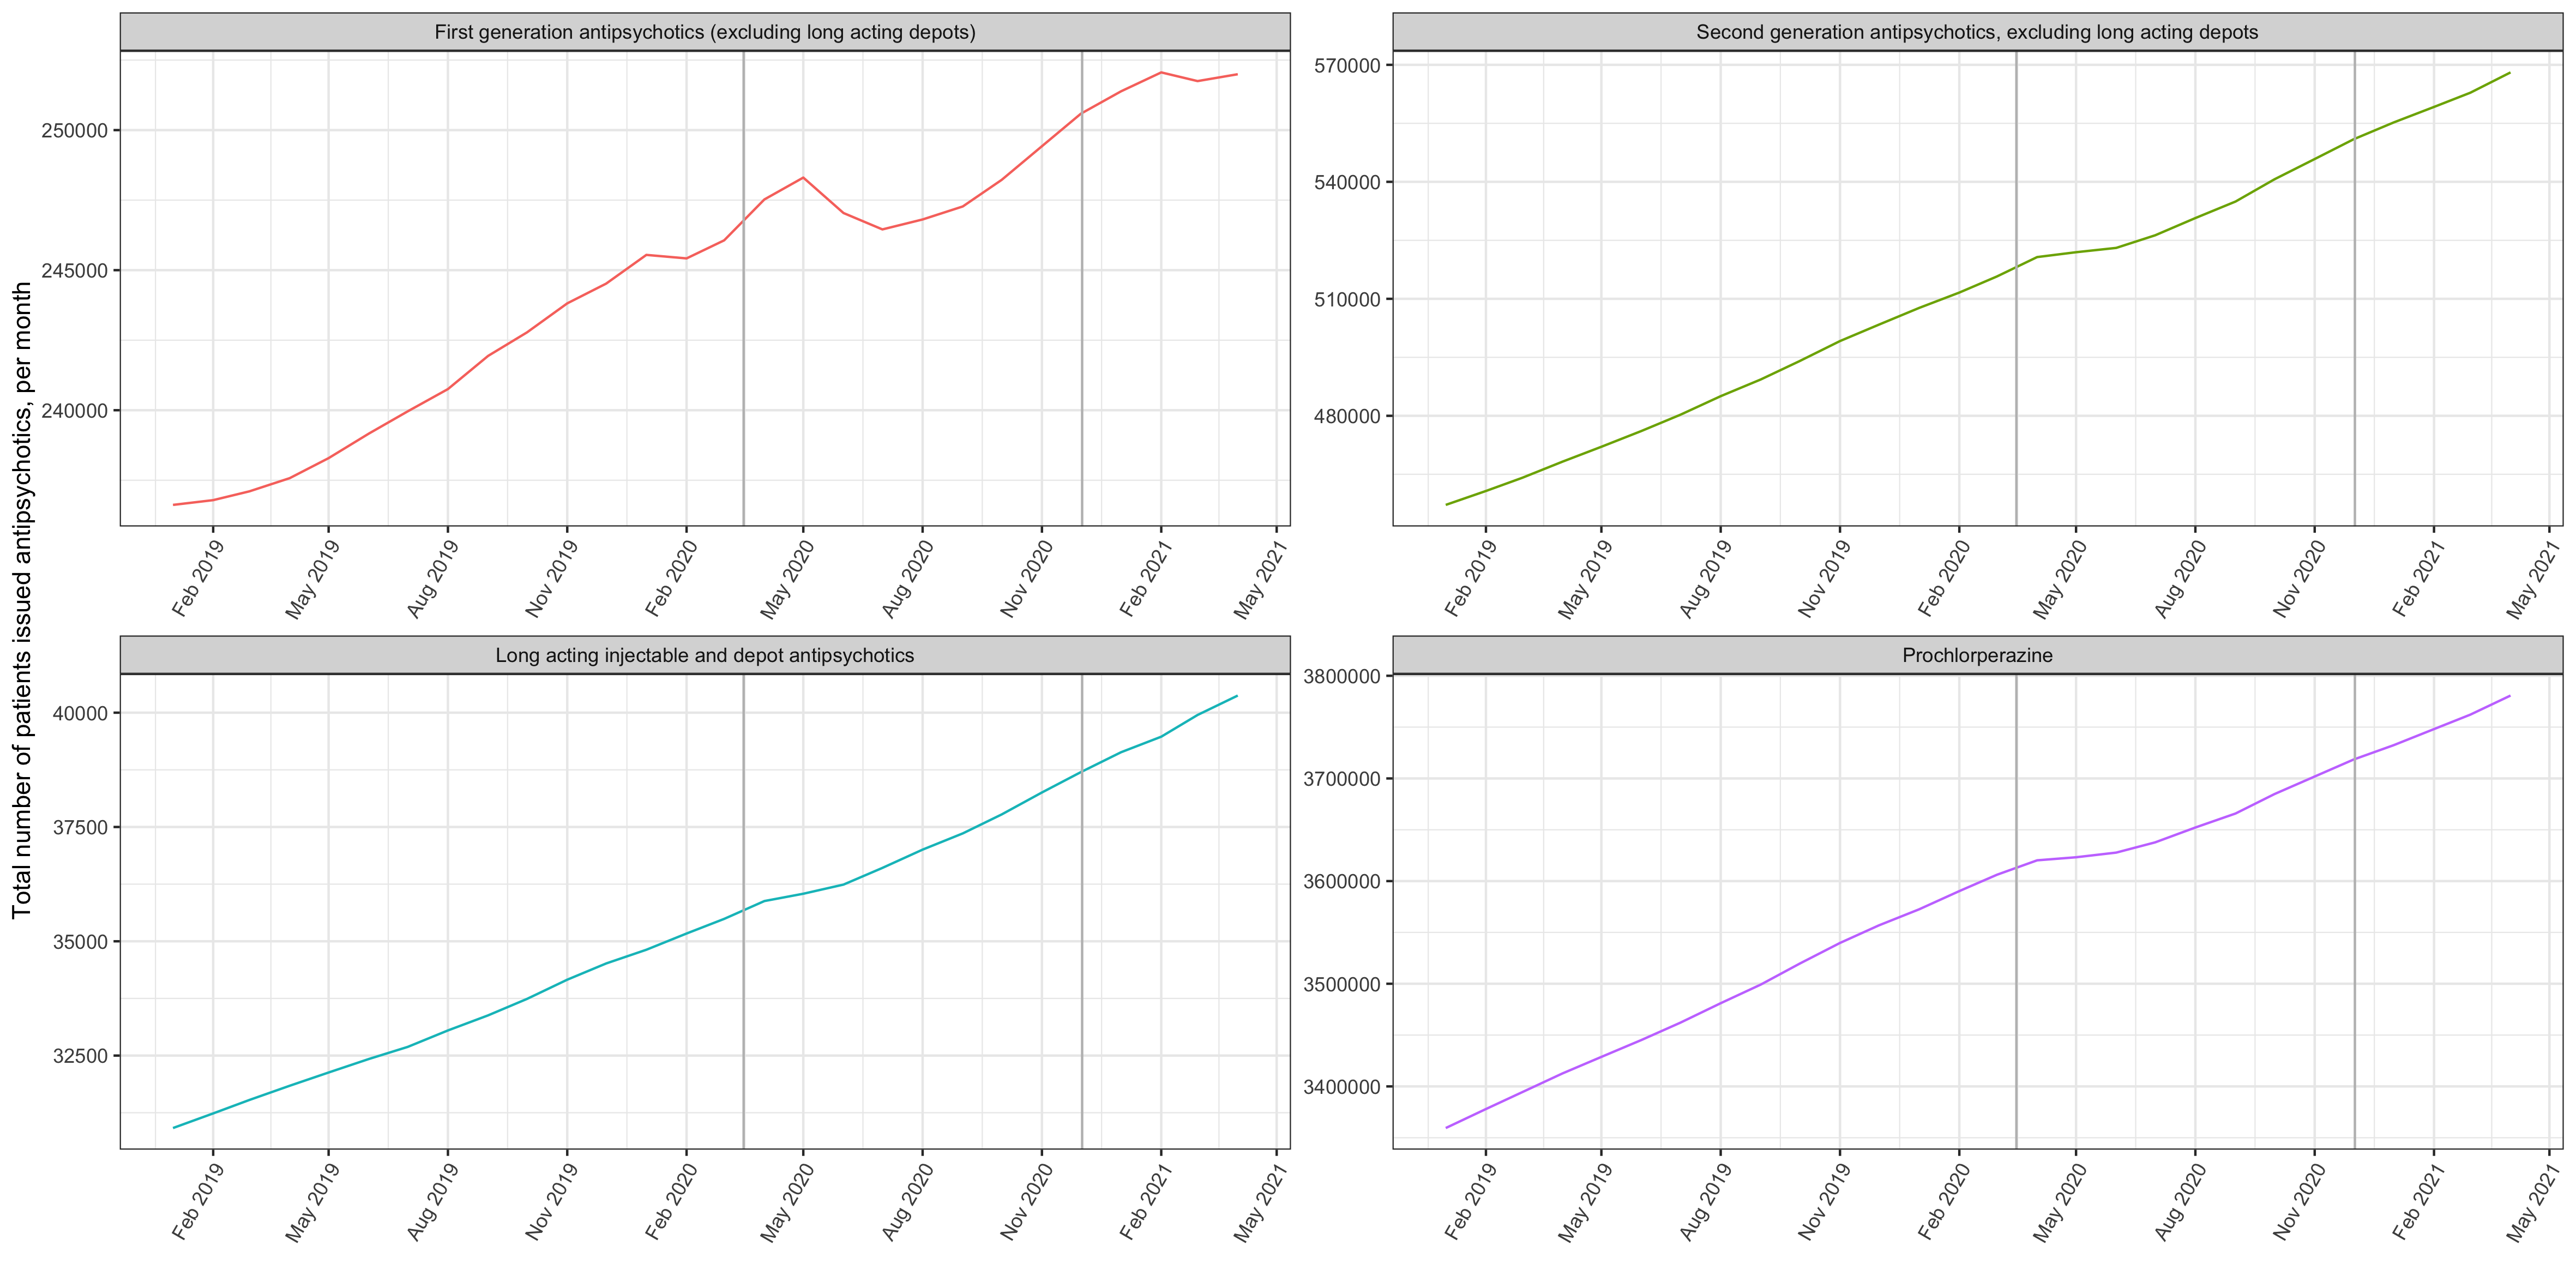 Total number of patients issued antipsychotics, per month
First generation antipsychotics (excluding long acting depots)
250000
245000
240000
Feb 2019
May 2019
Aug 2019
Nov 2019
Feb 2020
May 2020
Aug 2020
Nov 2020
Feb 2021
May 2021
Second generation antipsychotics, excluding long acting depots
570000
540000
510000
480000
Feb 2019
May 2019
Aug 2019
Nov 2019
Feb 2020
May 2020
Aug 2020
Nov 2020
Feb 2021
May 2021
Long acting injectable and depot antipsychotics
40000
37500
35000
32500
Feb 2019
May 2019
Aug 2019
Nov 2019
Feb 2020
May 2020
Aug 2020
Nov 2020
Feb 2021
May 2021
Prochlorperazine
3800000
3700000
3600000
3500000
3400000
Feb 2019
May 2019
Aug 2019
Nov 2019
Feb 2020
May 2020
Aug 2020
Nov 2020
Feb 2021
May 2021